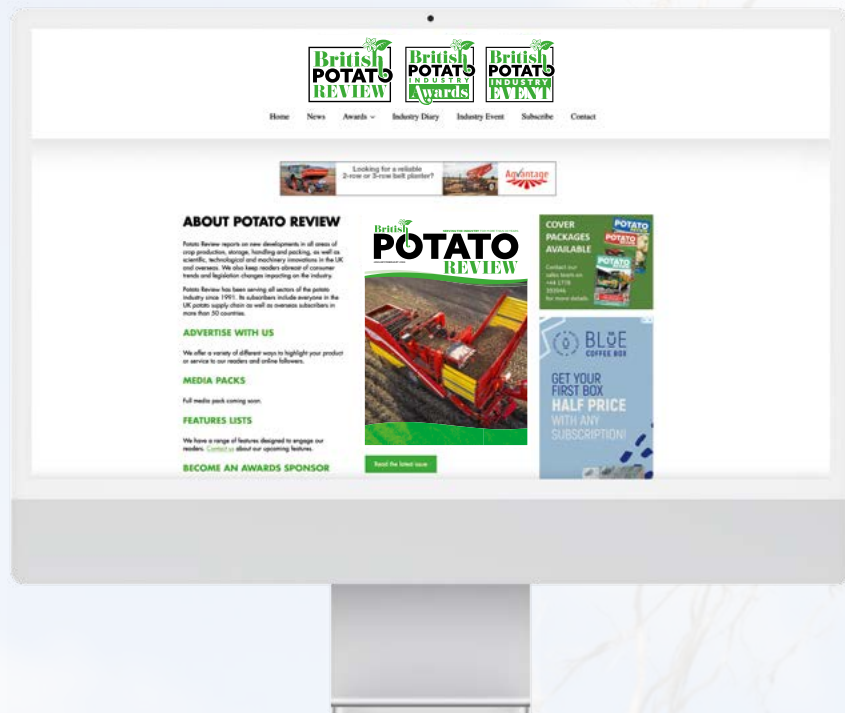 British
POTATO
REVIEW
British
POTATO
INDUSTRY
Awards
British
POTATO
INDUSTRY
EVENT
Home News Awards Industry Diary Industry Event Subscribe Contact
Looking for a reliable
2-row or 3-row belt planter?
Advantage
ABOUT POTATO REVIEW
Potato Review reports on new developments in all areas of
crop production, storage, handling and packing, as well as
scientific, technological and machinery innovations in the UK
and overseas. We also keep readers abreast of consumer
trends and legislation changes impacting on the industry.
Potato Review has been serving all sectors of the potato
industry since 1991. Its subscribers include everyone in the
UK potato supply chain as well as overseas subscribers in
more than 50 countries.
ADVERTISE WITH US
We offer a variety of different ways to highlight your product
or service to our readers and online followers.
MEDIA PACKS
Full media pack coming soon.
FEATURES LISTS
We have a range of features designed to engage our
readers. Contact us about our upcoming features.
BECOME AN AWARDS SPONSOR
British
POTATO
REVIEW
Read the latest issue
COVER
PACKAGES
AVAILABLE
Contact our
sales team on
+44 1778
for more details
POTATO
POTATO
POTATO
BLUE
COFFEE BOX
GET YOUR
FIRST BOX
HALF PRICE
WITH ANY
SUBSCRIPTION!